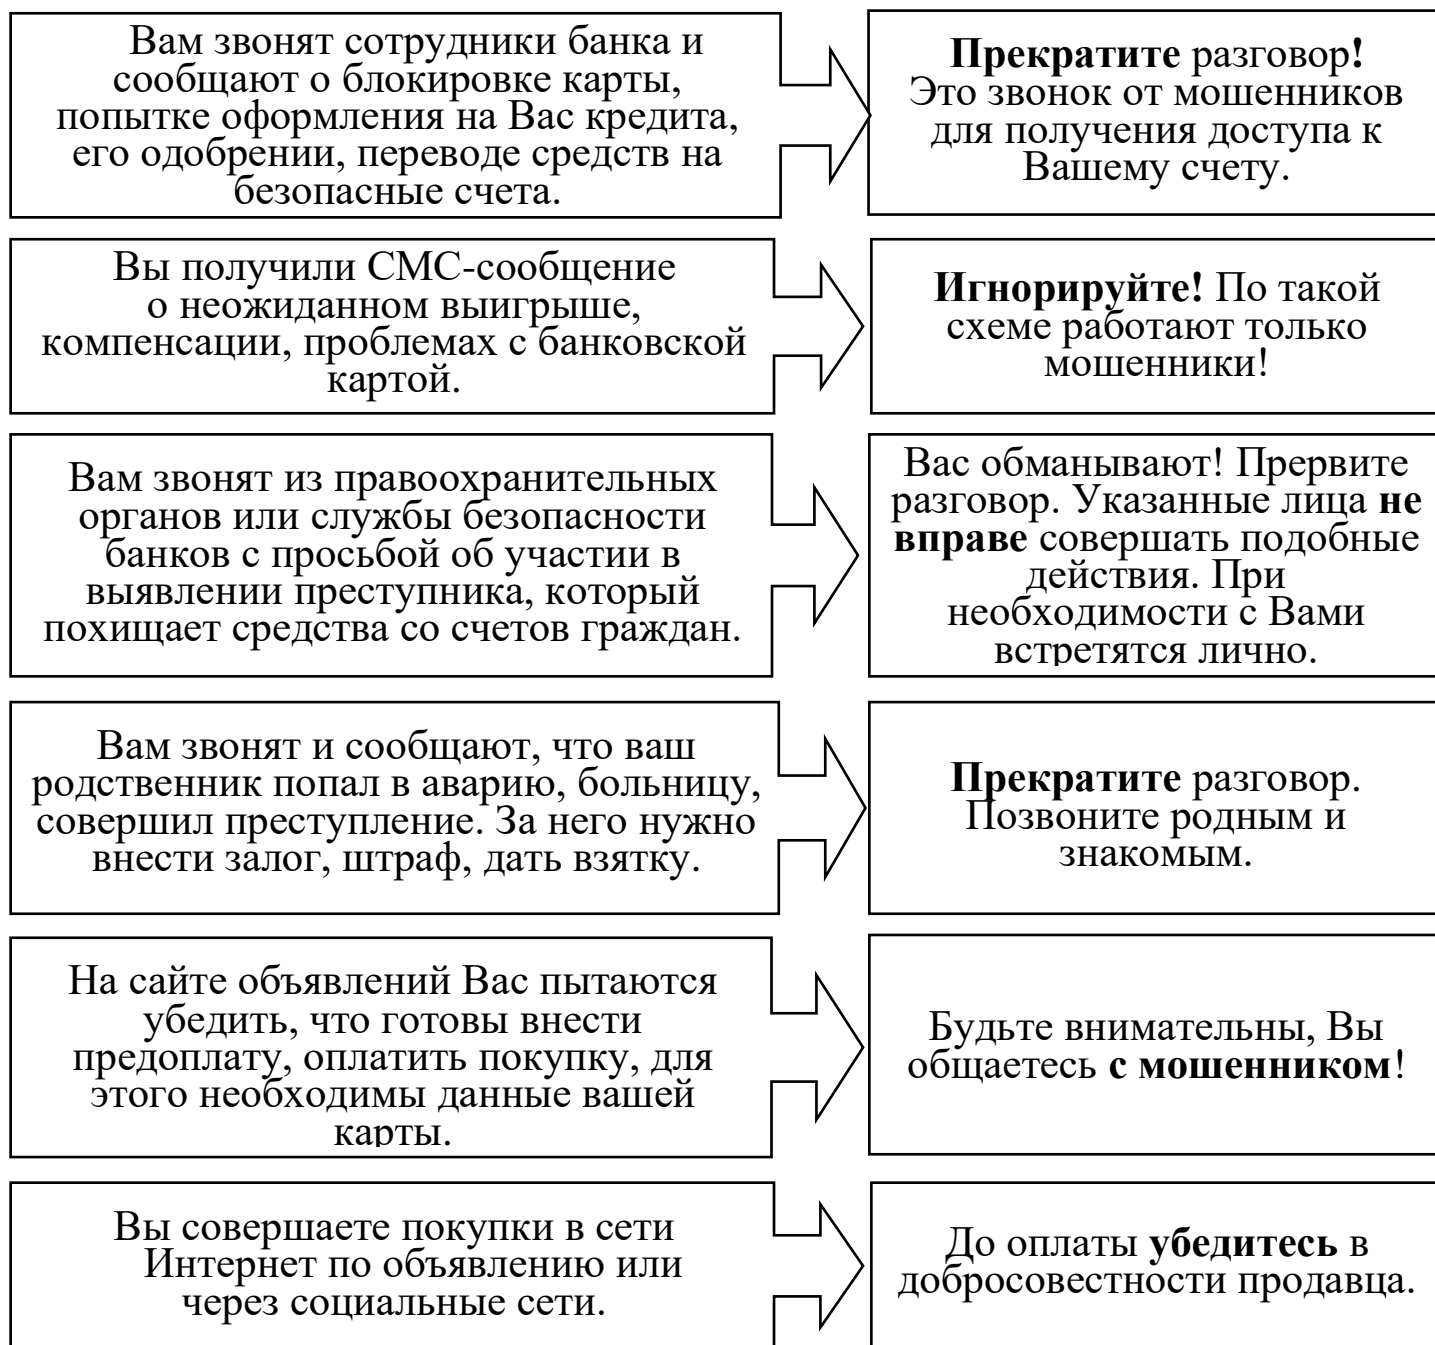 Вам звонят сотрудники банка и
сообщают о блокировке карты,
попытке оформления на Вас кредита,
его одобрении, переводе средств на
безопасные счета.
Прекратите разговор!
Это звонок от мошенников
для получения доступа к
Вашему счету.
Вы получили СМС-сообщение
о неожиданном выигрыше,
компенсации, проблемах с банковской
картой.
Игнорируйте! По такой
схеме работают только
мошенники!
Вам звонят из правоохранительных
органов или службы безопасности
банков с просьбой об участии в
выявлении преступника, который
похищает средства со счетов граждан.
Вас обманывают! Прервите
разговор. Указанные лица не
вправе совершать подобные
действия. При
необходимости с Вами
встретятся лично.
Вам звонят и сообщают, что ваш
родственник попал в аварию, больницу,
совершил преступление. За него нужно
внести залог, штраф, дать взятку.
Прекратите разговор.
Позвоните родным и
знакомым.
На сайте объявлений Вас пытаются
убедить, что готовы внести
предоплату, оплатить покупку, для
этого необходимы данные вашей
карты.
Будьте внимательны, Вы
общаетесь с мошенником!
Вы совершаете покупки в сети
Интернет по объявлению или
через социальные сети.
До оплаты убедитесь в
добросовестности продавца.